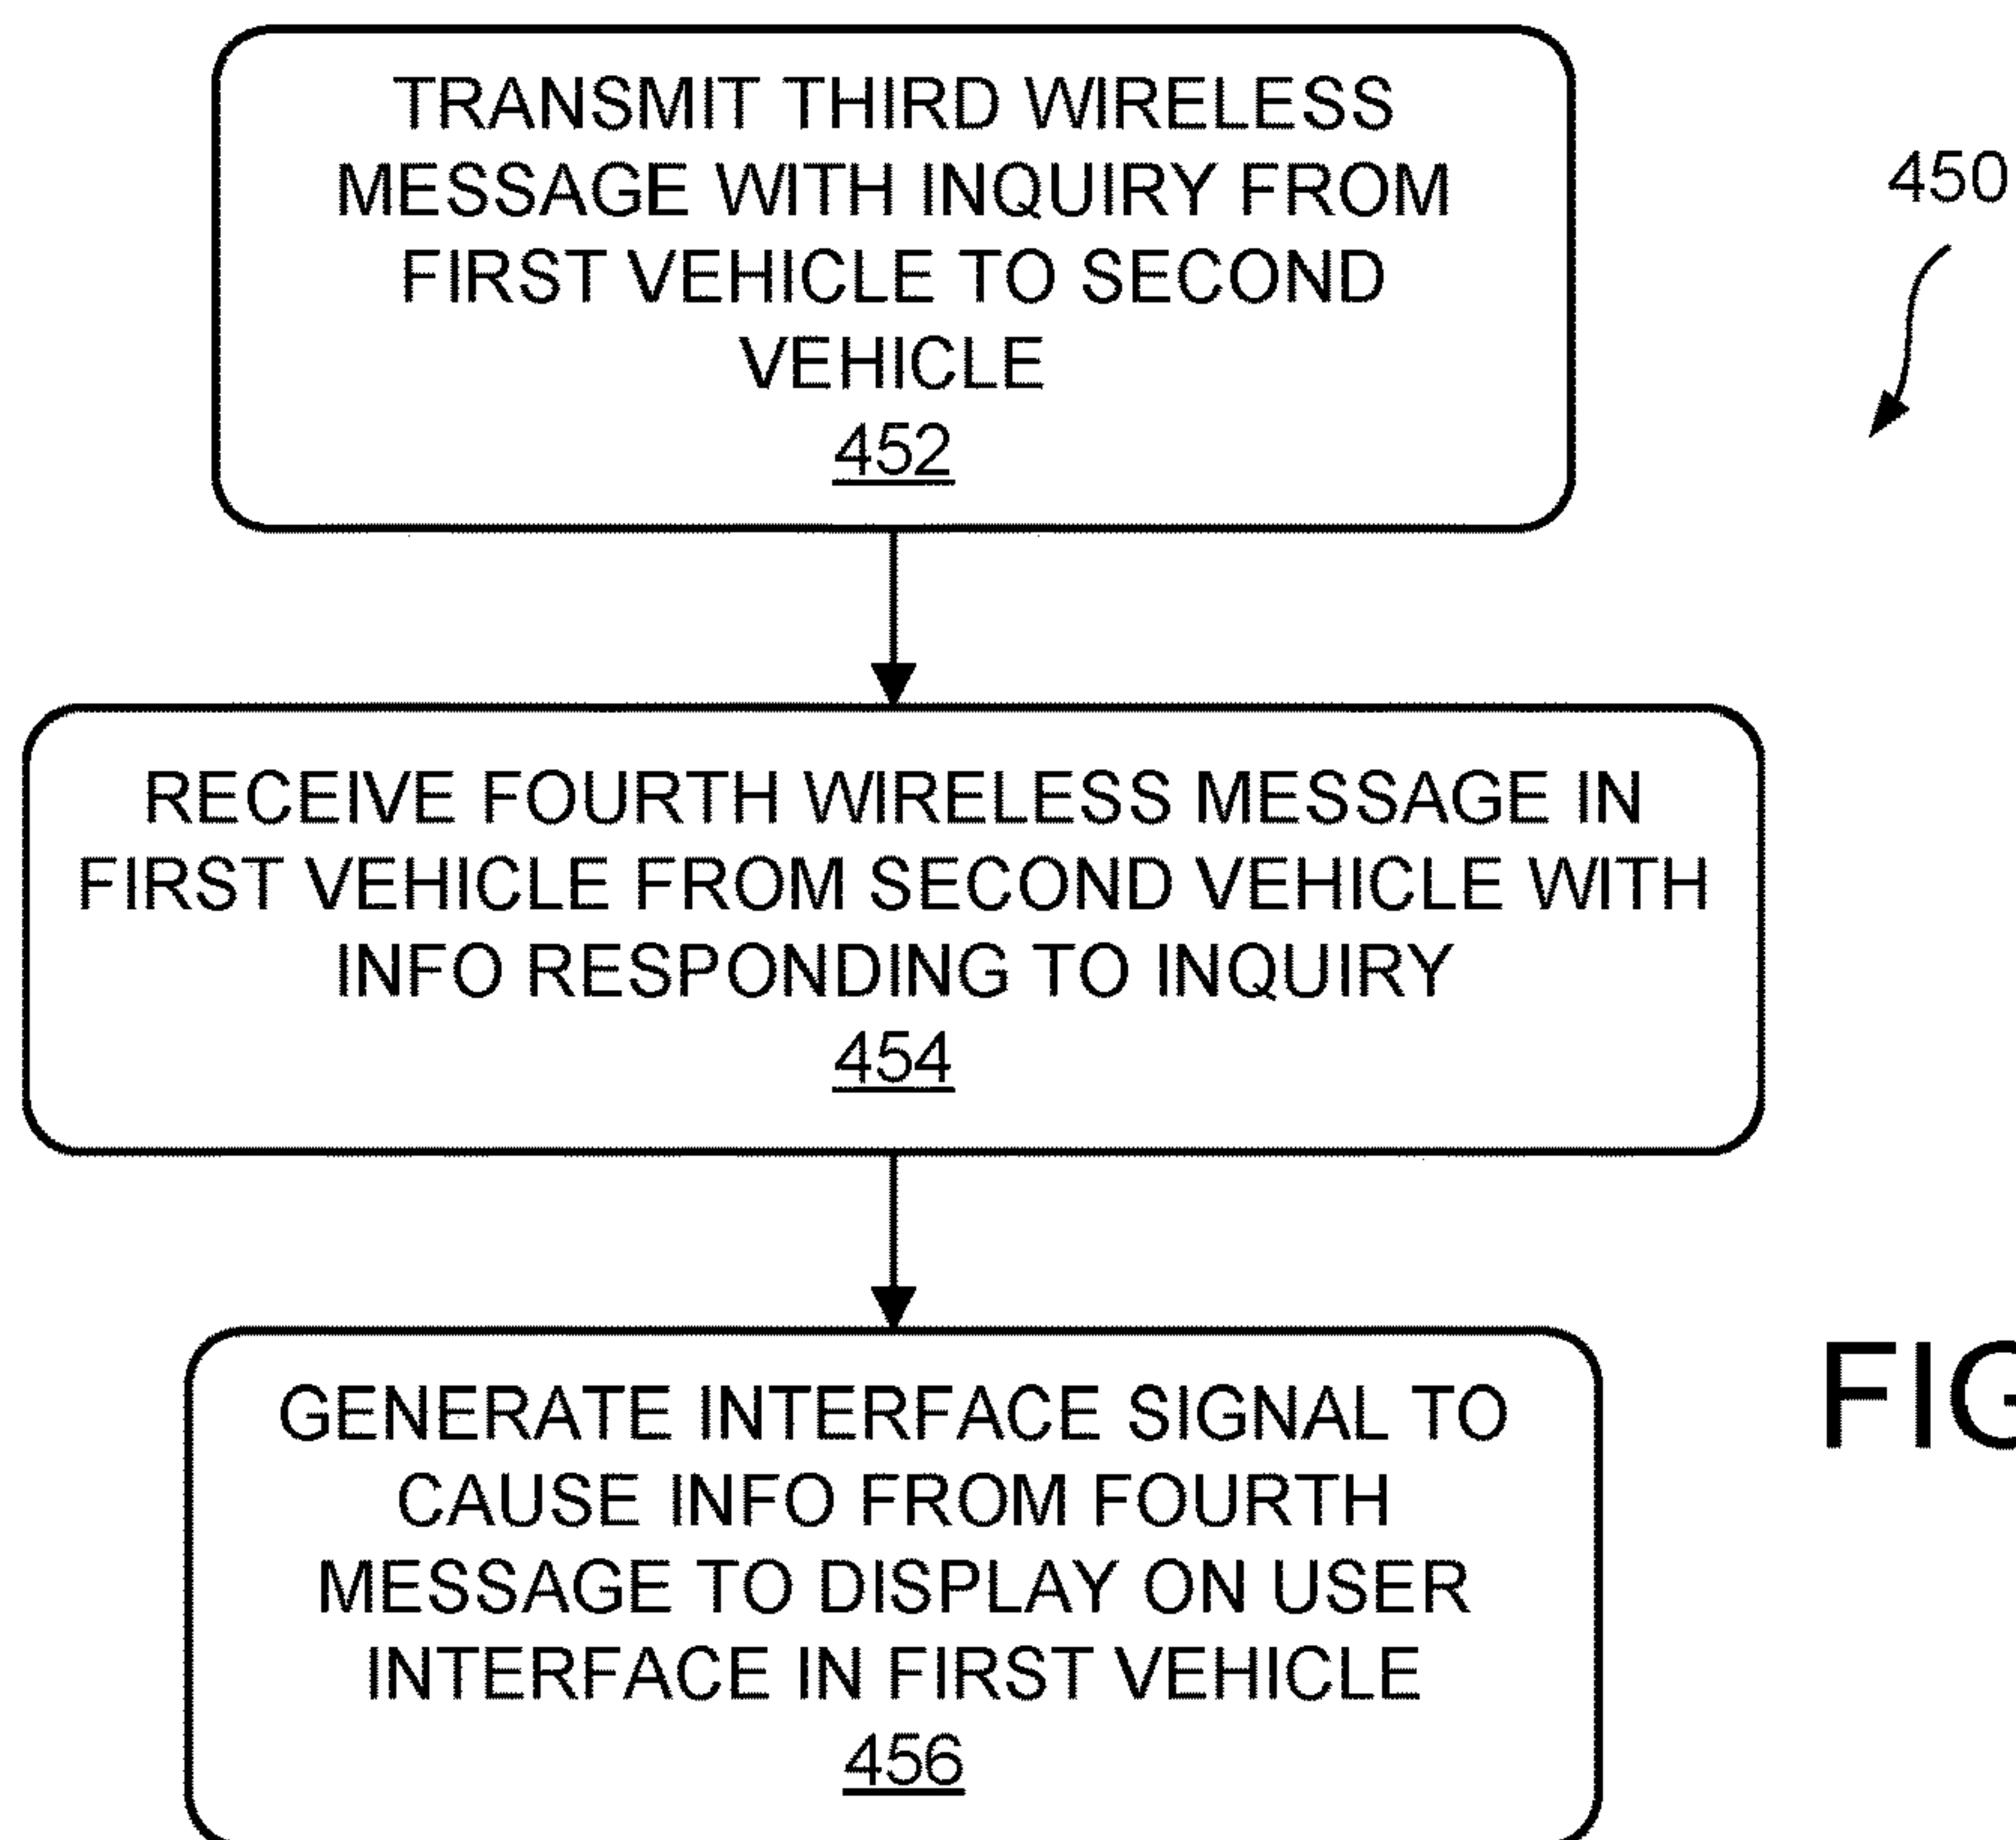 TRANSMIT THIRD WIRELESS
MESSAGE WITH INQUIRY FROM
FIRST VEHICLE TO SECOND
VEHICLE
452
450
RECEIVE FOURTH WIRELESS MESSAGE IN
FIRST VEHICLE FROM SECOND VEHICLE WITH
INFO RESPONDING TO INQUIRY
454
GENERATE INTERFACE SIGNAL TO
CAUSE INFO FROM FOURTH
MESSAGE TO DISPLAY ON USER
INTERFACE IN FIRST VEHICLE
456
FIG